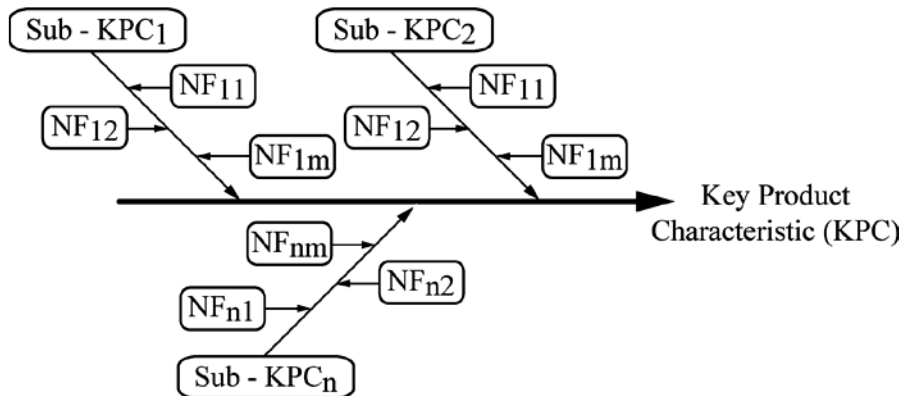 Sub - KPC1
Sub - KPC2
NF11
NF11
NF12
NF12
NF1m
NF1m
Key Product
Characteristic (KPC)
NFnm
NFn2
NFn1
Sub - KPCn